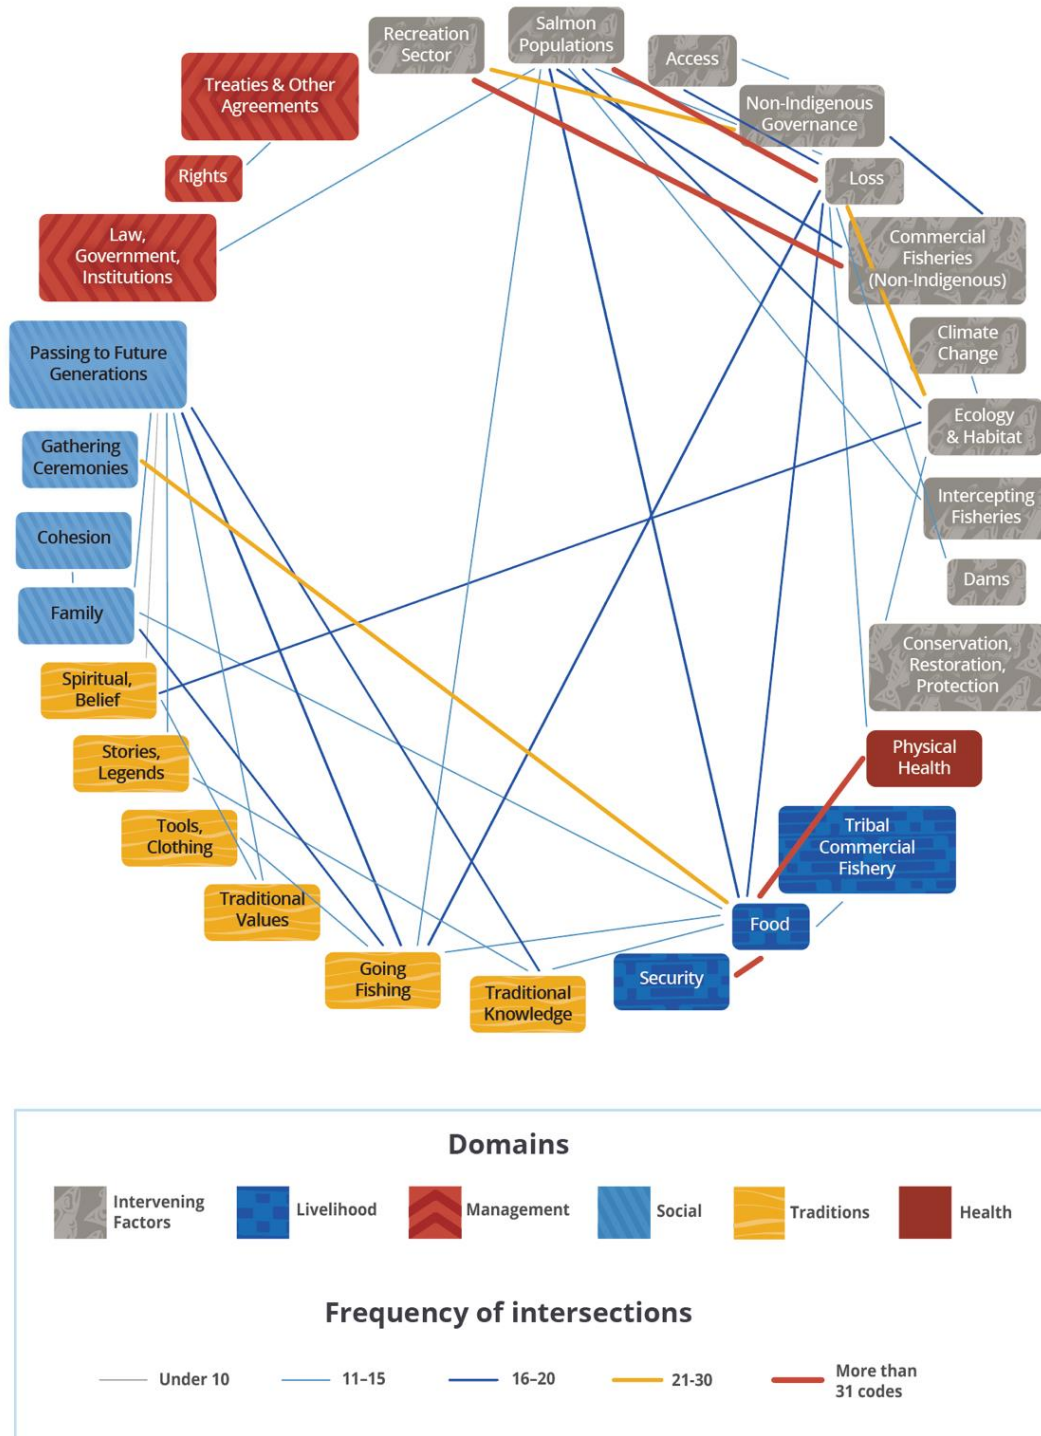 Recreation
Sector
Salmon
Populations
Access
Treaties & Other
Agreements
Non-Indigenous
Governance
Rights
Loss
Law,
Government,
Institutions
Commercial
Fisheries
(Non-Indigenous)
Passing to Future
Generations
Climate
Change
Gathering
Ceremonies
Ecology
& Habitat
Cohesion
Intercepting
Fisheries
Family
Dams
Spiritual,
Belief
Conservation,
Restoration,
Protection
Stories,
Legends
Physical
Health
Tools,
Clothing
Tribal
Commercial
Fishery
Traditional
Values
Food
Going
Fishing
Security
Traditional
Knowledge
Domains
Intervening
Factors
Livelihood
Management
Social
Traditions
Health
Frequency of intersections
Under 10
11–15
16–20
21-30
More than
31 codes